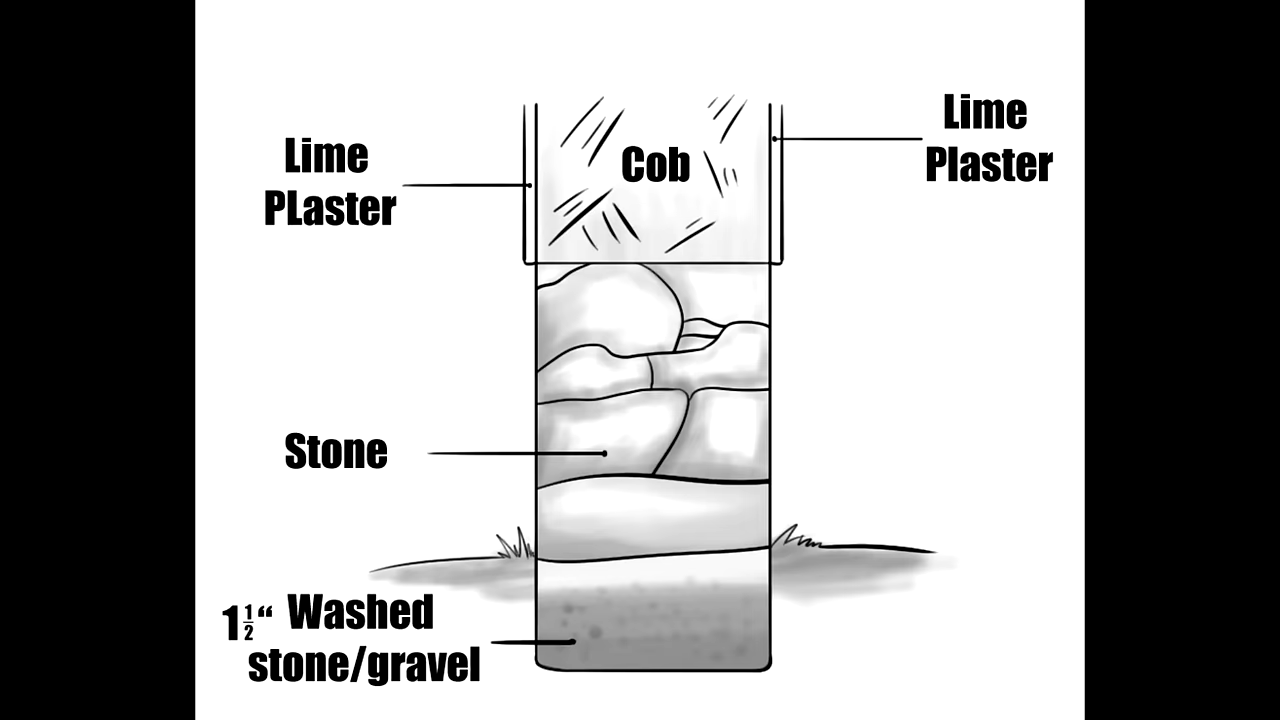 Lime
Plaster
Lime
PLaster
Cob
Stone
1½“ Washed
stone/gravel